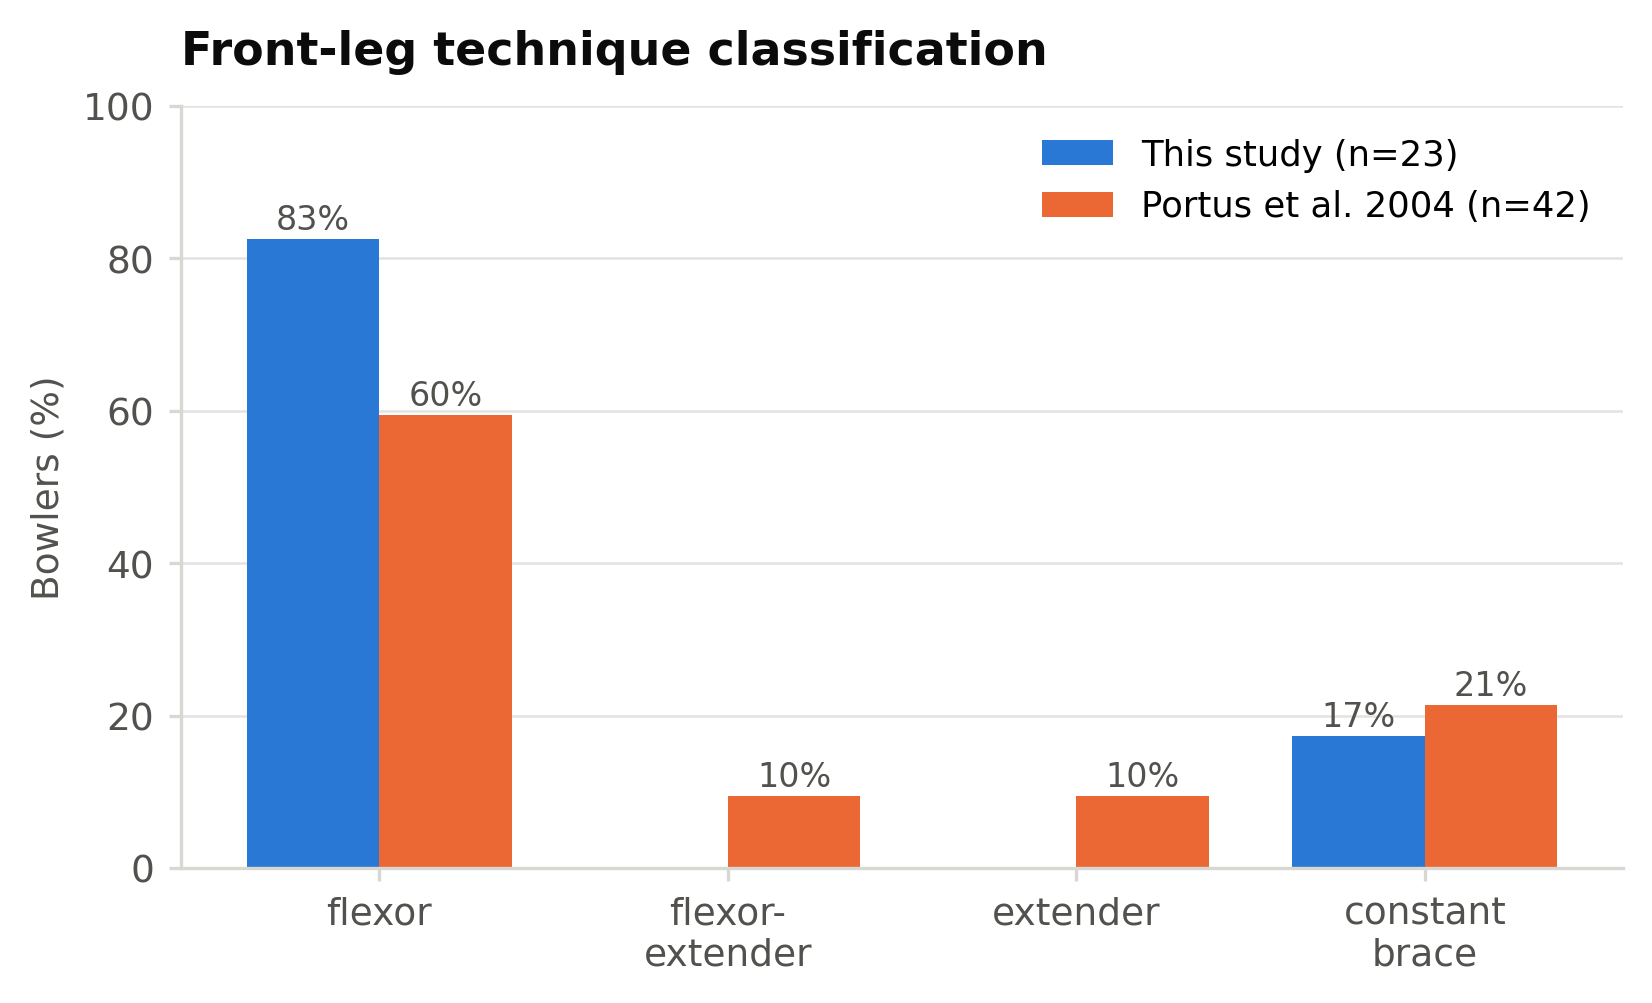 Front-leg technique classification
Bowlers (%)
100
80
60
40
20
0
This study (n=23)
Portus et al. 2004 (n=42)
83%
60%
10%
10%
17%
21%
flexor
flexor-
extender
extender
constant
brace